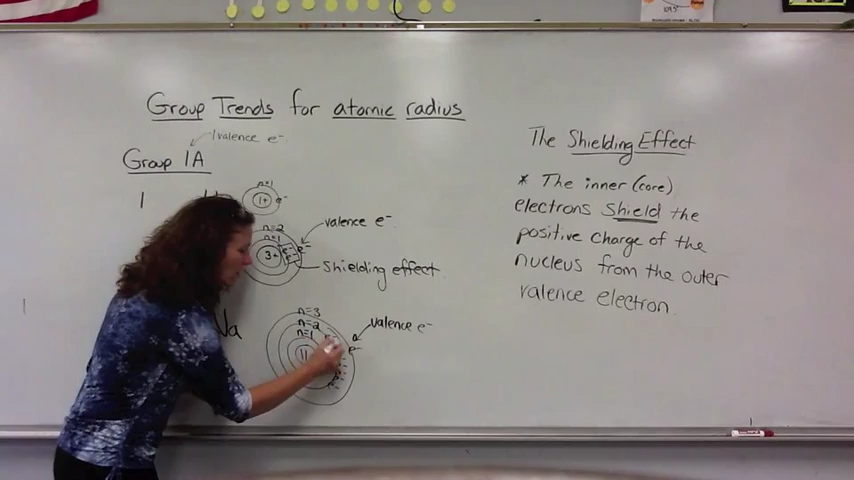 Group Trends for atomic radius
1 valence e-
Group 1A
1
n=1
1+
e-
n=2
n=1
3+
e-
e-
e-
valence e-
shielding effect
Na
n=3
n=2
n=1
11
e-
valence e-
The Shielding Effect
* The inner (core)
electrons Shield the
positive charge of the
nucleus from the outer
valence electron.